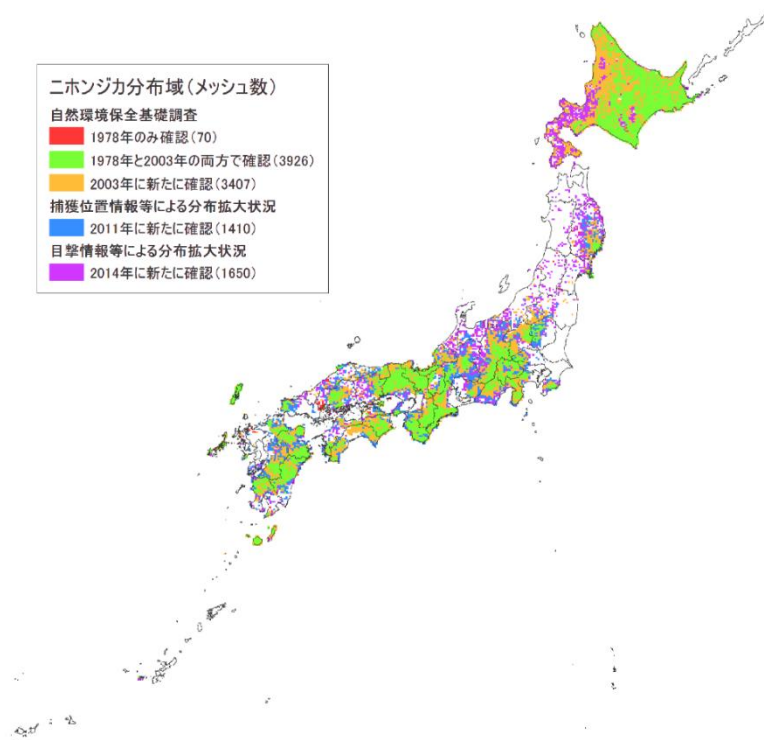 ニホンジカ分布域(メッシュ数)
自然環境保全基礎調査
1978年のみ確認(70)
1978年と2003年の両方で確認(3926)
2003年に新たに確認(3407)
捕獲位置情報等による分布拡大状況
2011年に新たに確認(1410)
目撃情報等による分布拡大状況
2014年に新たに確認(1650)